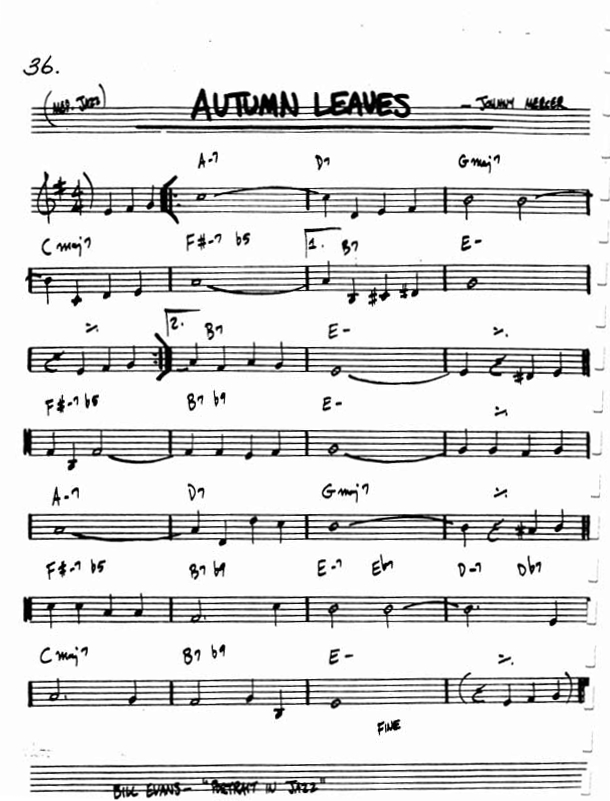 36.
(MED. JAZZ) AUTUMN LEAVES - JOHNNY MERCER
A-7 D7 Gmaj7
4/4
Cmaj7 F#-7 b5 1. B7 E-
2. B7 E-
F#-7 b5 B7 b9 E-
A-7 D7 Gmaj7
F#-7 b5 B7 b9 E-7 Eb7 D-7 Db7
Cmaj7 B7 b9 E-
FINE
BILL EVANS - "PORTRAIT IN JAZZ"